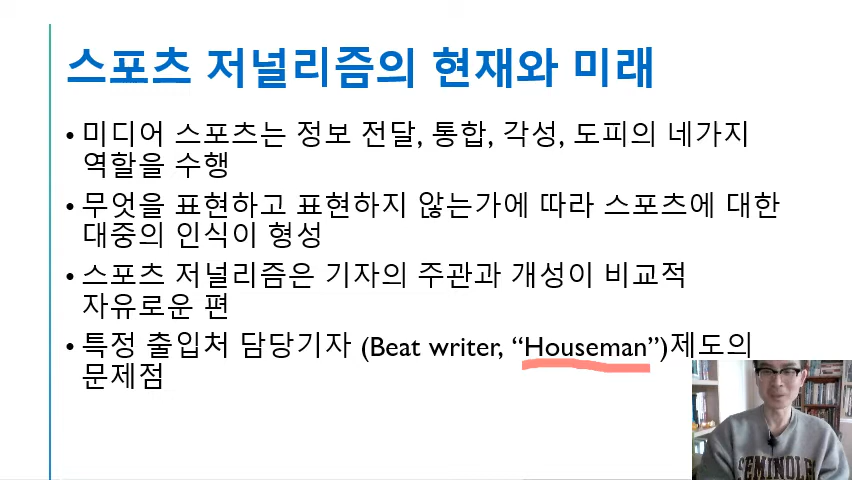 스포츠 저널리즘의 현재와 미래
• 미디어 스포츠는 정보 전달, 통합, 각성, 도피의 네가지
역할을 수행
• 무엇을 표현하고 표현하지 않는가에 따라 스포츠에 대한
대중의 인식이 형성
• 스포츠 저널리즘은 기자의 주관과 개성이 비교적
자유로운 편
• 특정 출입처 담당기자 (Beat writer, “Houseman”)제도의
문제점
SEMINOLES